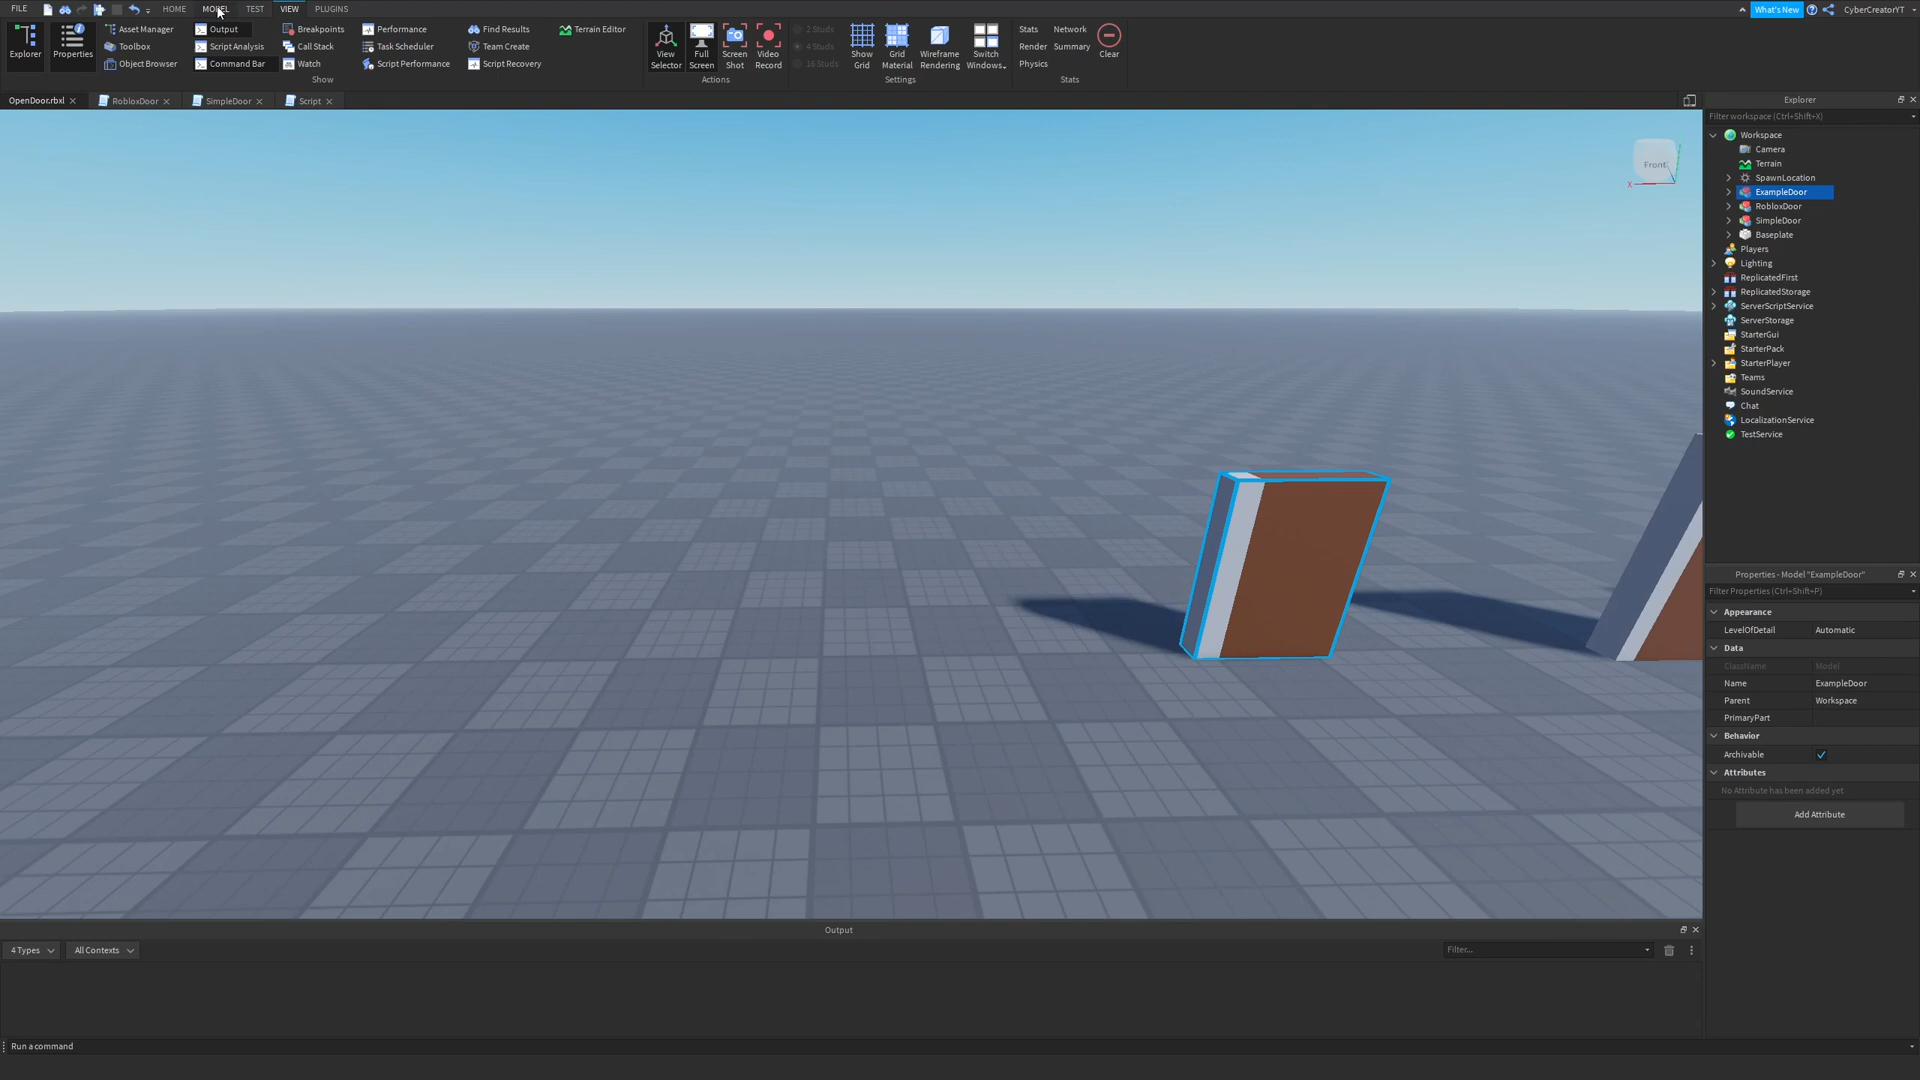 FILE HOME MODEL TEST VIEW PLUGINS What's New CyberCreatorYT
Explorer
Properties
Asset Manager
Toolbox
Object Browser
Output
Script Analysis
Command Bar
Breakpoints
Call Stack
Watch
Performance
Task Scheduler
Script Performance
Find Results
Team Create
Script Recovery
Terrain Editor
Show
View
Selector
Full
Screen
Screen
Shot
Video
Record
Actions
2 Studs
4 Studs
16 Studs
Show
Grid
Grid
Material
Wireframe
Rendering
Switch
Windows
Settings
Stats Network
Render Summary
Physics
Clear
Stats
OpenDoor.rbxl RobloxDoor SimpleDoor Script
Front
X
Explorer
Filter workspace (Ctrl+Shift+X)
Workspace
Camera
Terrain
SpawnLocation
ExampleDoor
RobloxDoor
SimpleDoor
Baseplate
Players
Lighting
ReplicatedFirst
ReplicatedStorage
ServerScriptService
ServerStorage
StarterGui
StarterPack
StarterPlayer
Teams
SoundService
Chat
LocalizationService
TestService
Properties - Model "ExampleDoor"
Filter Properties (Ctrl+Shift+P)
Appearance
LevelOfDetail Automatic
Data
ClassName Model
Name ExampleDoor
Parent Workspace
PrimaryPart
Behavior
Archivable
Attributes
No Attribute has been added yet
Add Attribute
Output
4 Types All Contexts Filter...
Run a command